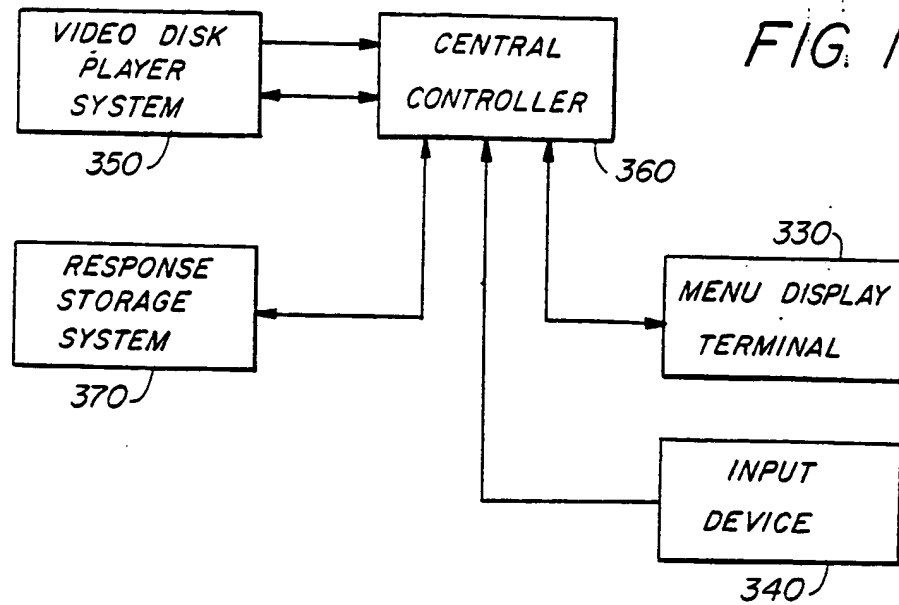 VIDEO DISK
PLAYER
SYSTEM
350
CENTRAL
CONTROLLER
360
FIG. 1
RESPONSE
STORAGE
SYSTEM
370
330
MENU DISPLAY
TERMINAL
INPUT
DEVICE
340